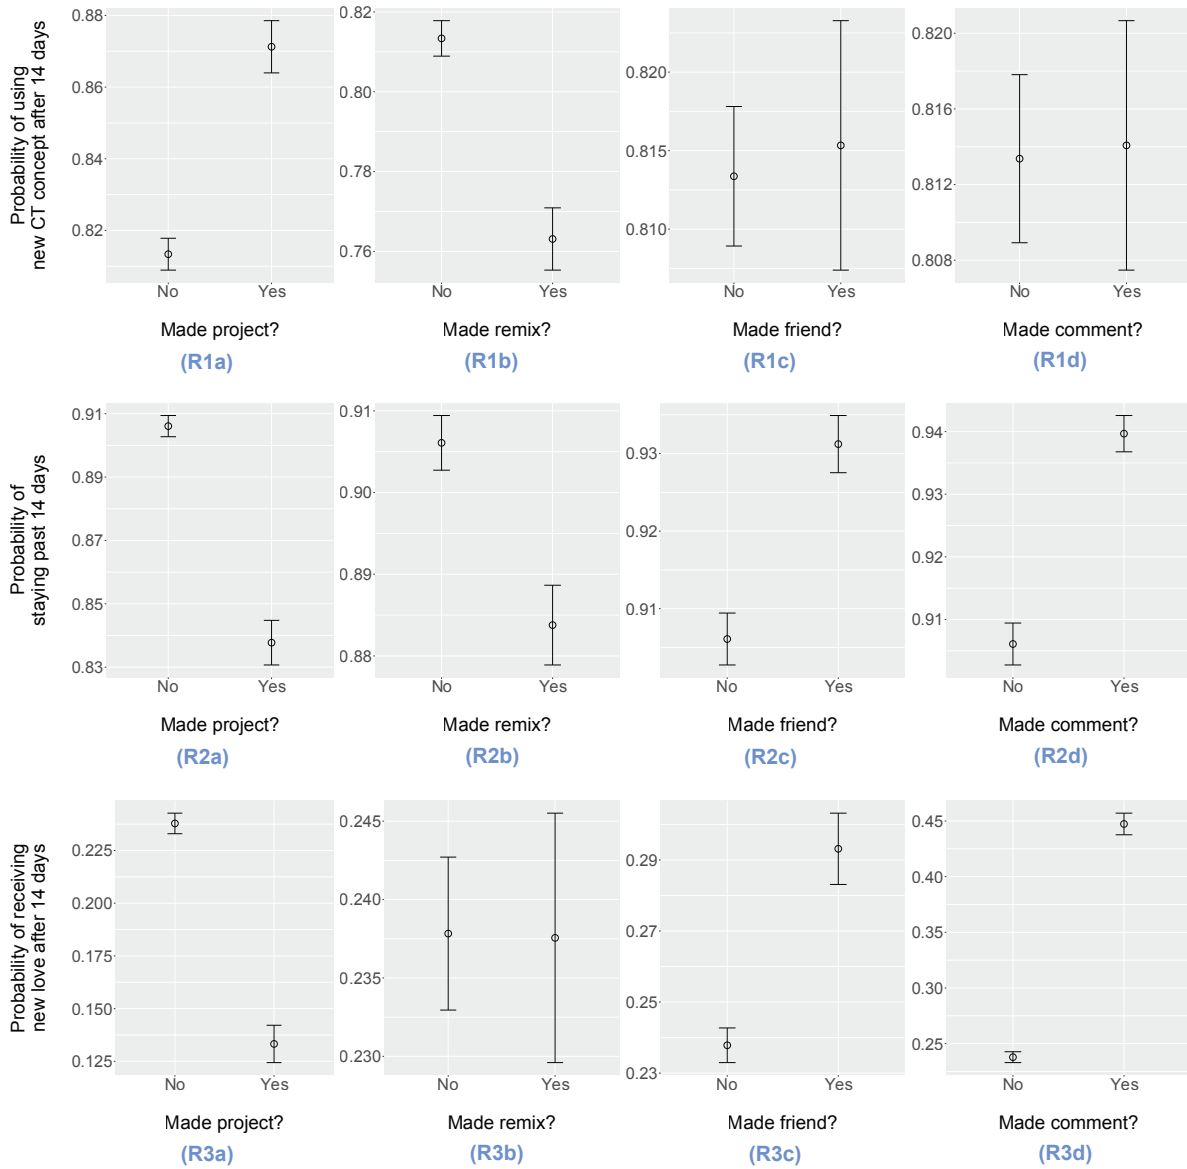 Probability of using
new CT concept after 14 days
0.88
0.86
0.84
0.82
No
Yes
Made project?
(R1a)
0.82
0.80
0.78
0.76
No
Yes
Made remix?
(R1b)
0.820
0.815
0.810
No
Yes
Made friend?
(R1c)
0.820
0.816
0.812
0.808
No
Yes
Made comment?
(R1d)
Probability of
staying past 14 days
0.91
0.89
0.87
0.85
0.83
No
Yes
Made project?
(R2a)
0.91
0.90
0.89
0.88
No
Yes
Made remix?
(R2b)
0.93
0.92
0.91
No
Yes
Made friend?
(R2c)
0.94
0.93
0.92
0.91
No
Yes
Made comment?
(R2d)
Probability of receiving
new love after 14 days
0.225
0.200
0.175
0.150
0.125
No
Yes
Made project?
(R3a)
0.245
0.240
0.235
0.230
No
Yes
Made remix?
(R3b)
0.29
0.27
0.25
0.23
No
Yes
Made friend?
(R3c)
0.45
0.40
0.35
0.30
0.25
No
Yes
Made comment?
(R3d)